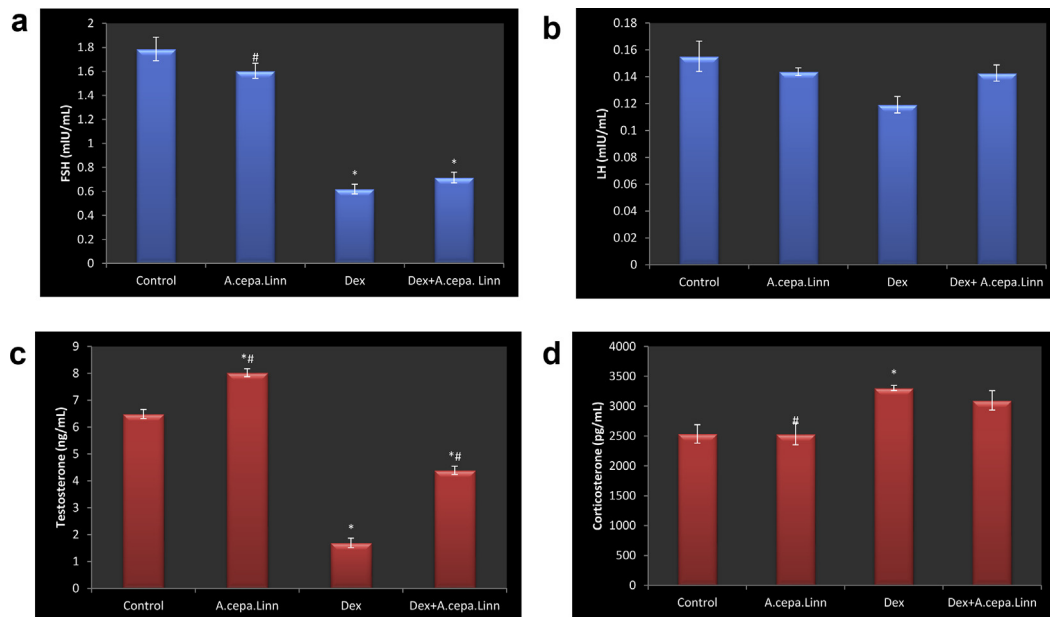 a
2
1.8
1.6
1.4
1.2
1
0.8
0.6
0.4
0.2
0
FSH (mIU/mL)
#
*
*
Control
A.cepa.Linn
Dex
Dex+A.cepa. Linn
b
0.18
0.16
0.14
0.12
0.1
0.08
0.06
0.04
0.02
0
LH (mIU/mL)
Control
A.cepa.Linn
Dex
Dex+ A.cepa.Linn
c
9
8
7
6
5
4
3
2
1
0
Testosterone (ng/mL)
*#
*
*#
Control
A.cepa.Linn
Dex
Dex+A.cepa.Linn
d
4000
3500
3000
2500
2000
1500
1000
500
0
Corticosterone (pg/mL)
#
*
Control
A.cepa.Linn
Dex
Dex+A.cepa.Linn